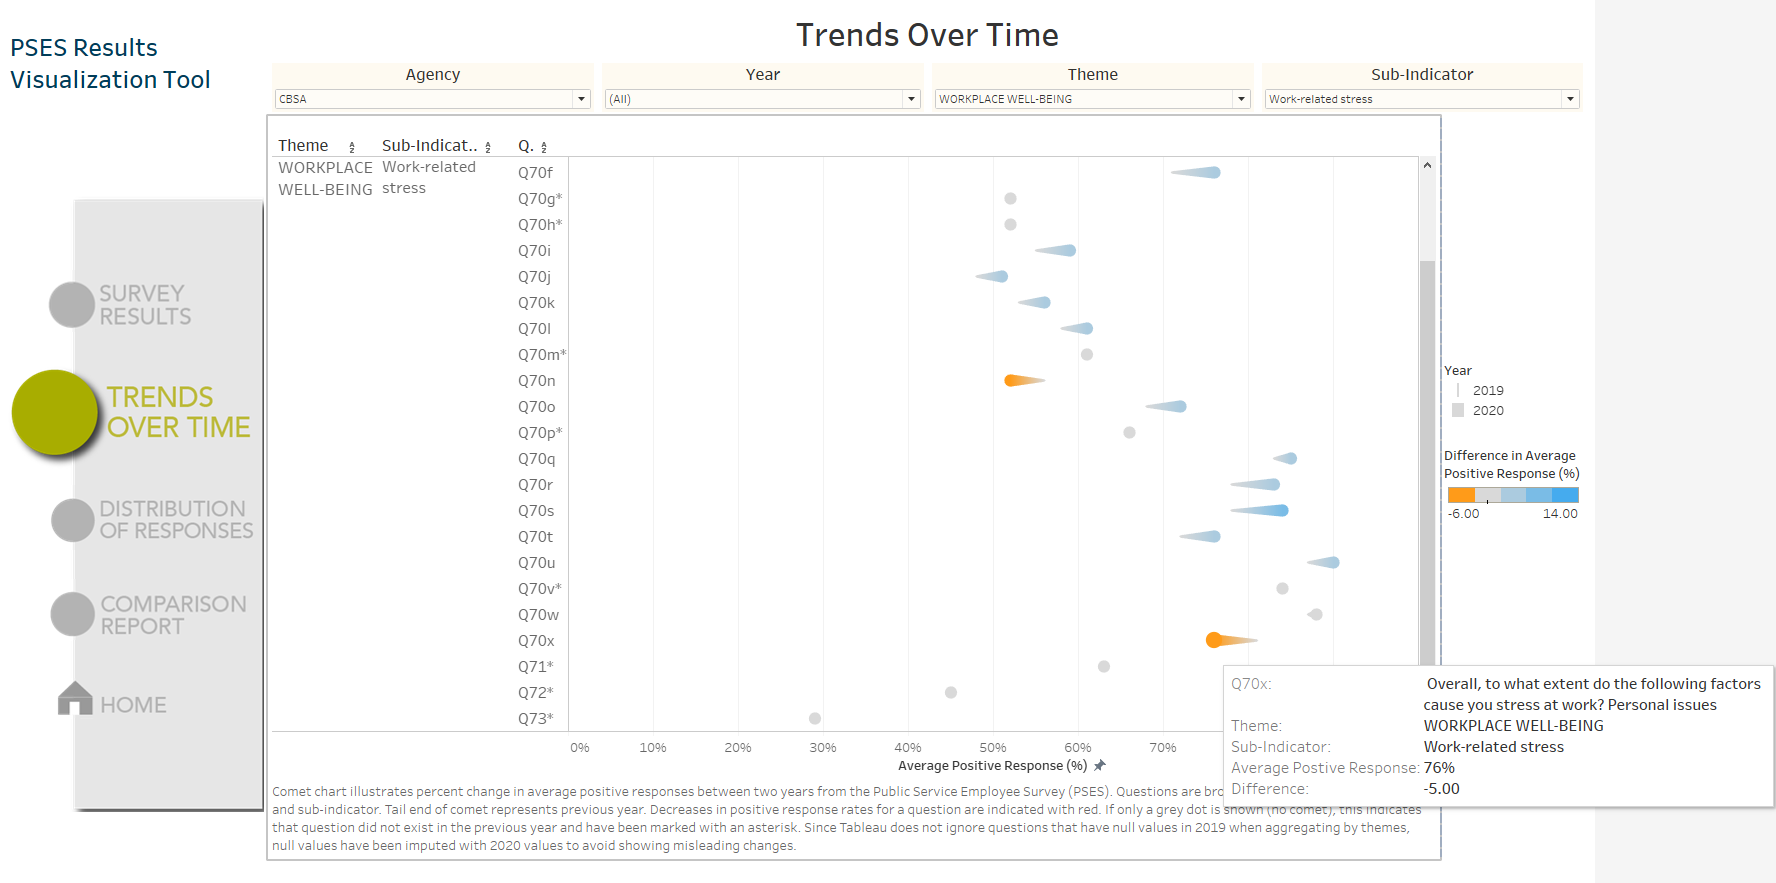 PSES Results
Visualization Tool
Trends Over Time
Agency
Year
Theme
Sub-Indicator
CBSA
(All)
WORKPLACE WELL-BEING
Work-related stress
Theme
Sub-Indicat..
Q.
WORKPLACE
WELL-BEING
Work-related
stress
Q70f
Q70g*
Q70h*
Q70i
Q70j
Q70k
Q70l
Q70m*
Q70n
Q70o
Q70p*
Q70q
Q70r
Q70s
Q70t
Q70u
Q70v*
Q70w
Q70x
Q71*
Q72*
Q73*
0%
10%
20%
30%
40%
50%
60%
70%
Average Positive Response (%)
SURVEY
RESULTS
TRENDS
OVER TIME
DISTRIBUTION
OF RESPONSES
COMPARISON
REPORT
HOME
Year
2019
2020
Difference in Average
Positive Response (%)
-6.00
14.00
Q70x: Overall, to what extent do the following factors
cause you stress at work? Personal issues
Theme: WORKPLACE WELL-BEING
Sub-Indicator: Work-related stress
Average Postive Response: 76%
Difference: -5.00
Comet chart illustrates percent change in average positive responses between two years from the Public Service Employee Survey (PSES). Questions are bro
and sub-indicator. Tail end of comet represents previous year. Decreases in positive response rates for a question are indicated with red. If only a grey dot is shown (no comet), this indicates
that question did not exist in the previous year and have been marked with an asterisk. Since Tableau does not ignore questions that have null values in 2019 when aggregating by themes,
null values have been imputed with 2020 values to avoid showing misleading changes.